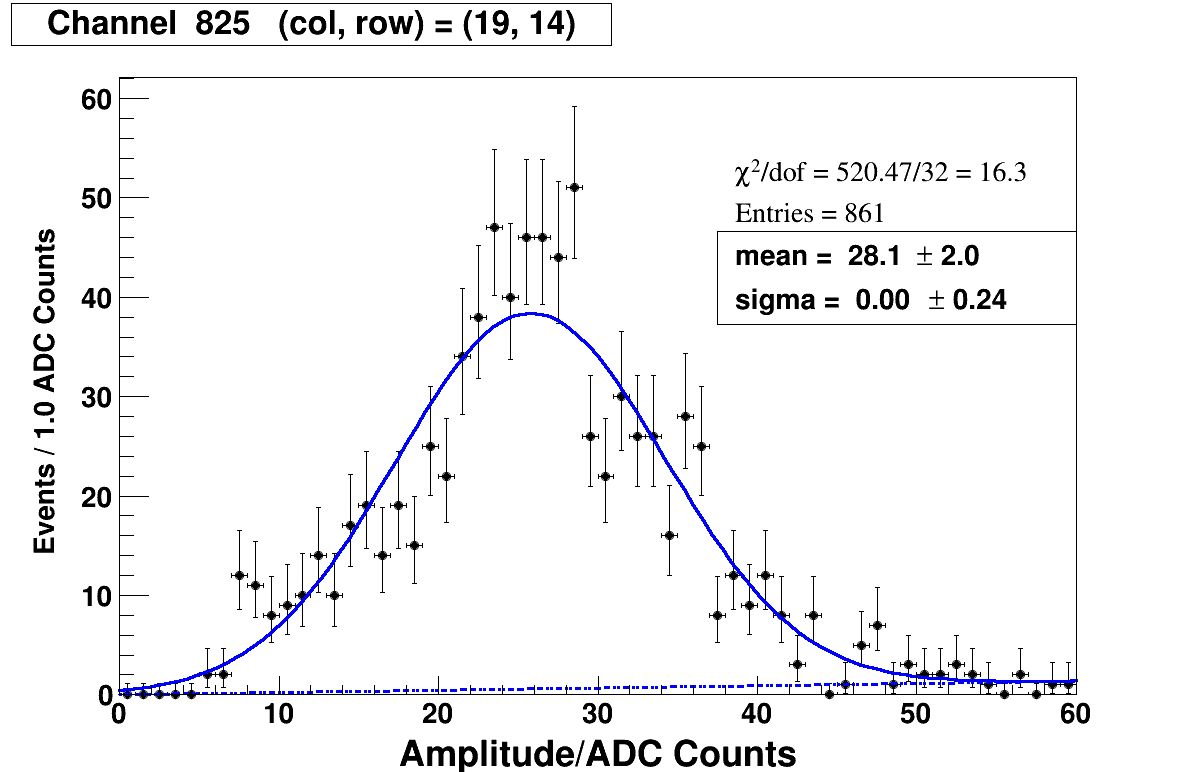 Channel 825 (col, row) = (19, 14)
χ²/dof = 520.47/32 = 16.3
Entries = 861
mean = 28.1 ± 2.0
sigma = 0.00 ± 0.24
Events / 1.0 ADC Counts
60
50
40
30
20
10
0
0 10 20 30 40 50 60
Amplitude/ADC Counts